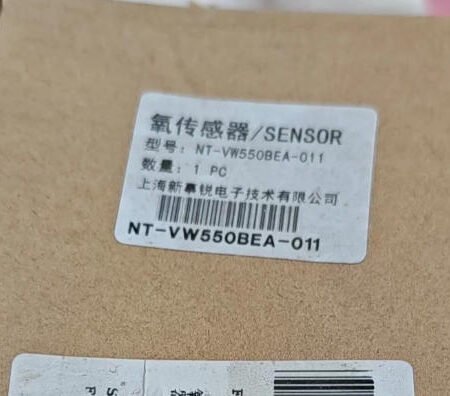 氧传感器/SENSOR
型号: NT-VW550BEA-011
数量: 1 PC
上海新摹锐电子技术有限公司
NT-VW550BEA-011